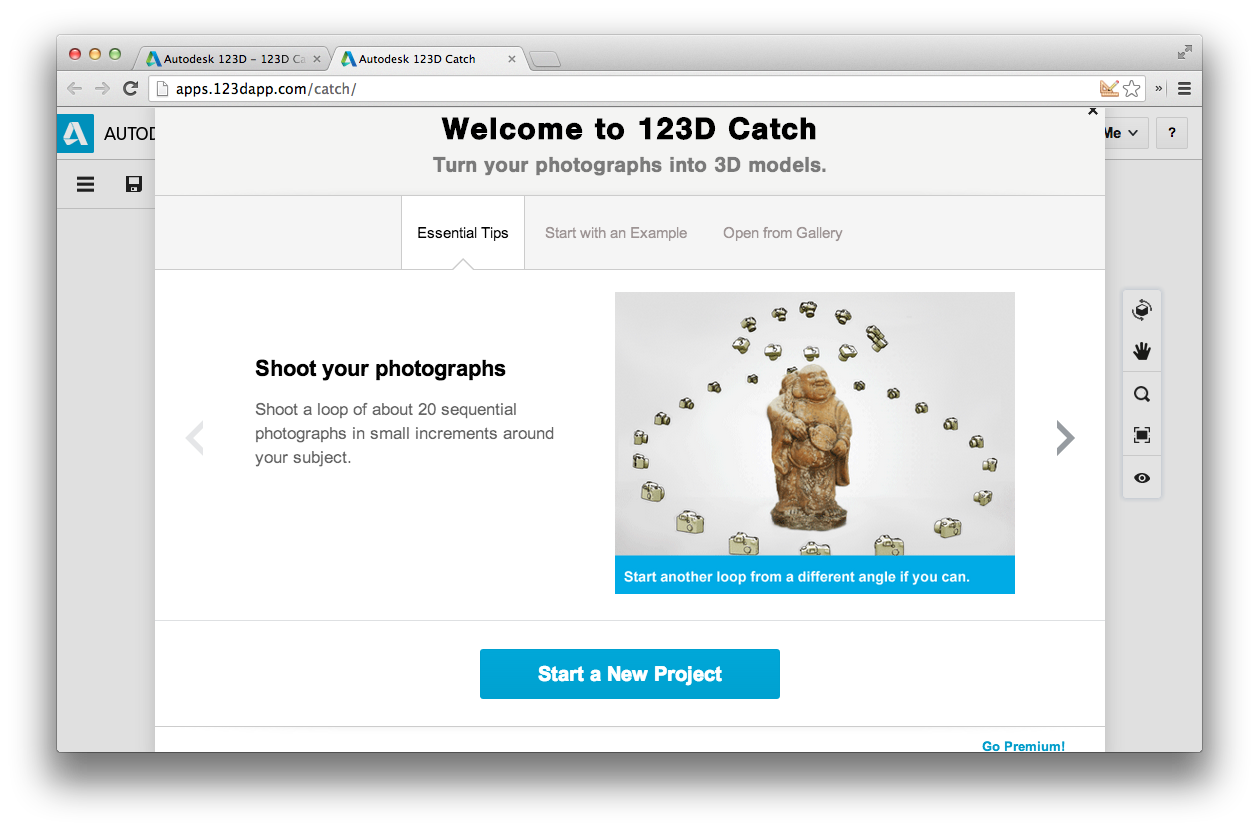 Autodesk 123D – 123D Ca
Autodesk 123D Catch
apps.123dapp.com/catch/
AUTOD
Me
?
Welcome to 123D Catch
Turn your photographs into 3D models.
Essential Tips
Start with an Example
Open from Gallery
Shoot your photographs
Shoot a loop of about 20 sequential
photographs in small increments around
your subject.
Start another loop from a different angle if you can.
Start a New Project
Go Premium!